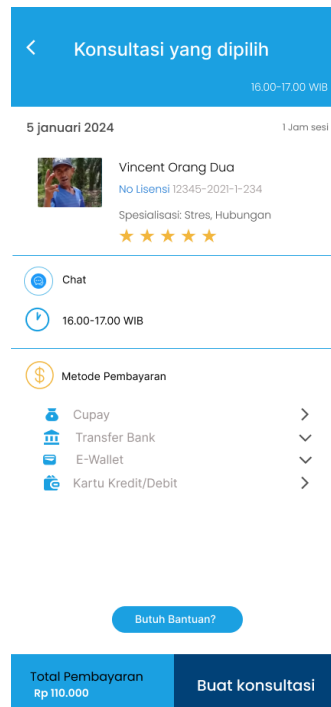 Konsultasi yang dipilih
16.00-17.00 WIB
5 januari 2024
1 Jam sesi
Vincent Orang Dua
No Lisensi 12345-2021-1-234
Spesialisasi: Stres, Hubungan
Chat
16.00-17.00 WIB
$ Metode Pembayaran
Cupay
Transfer Bank
E-Wallet
Kartu Kredit/Debit
Butuh Bantuan?
Total Pembayaran
Rp 110.000
Buat konsultasi